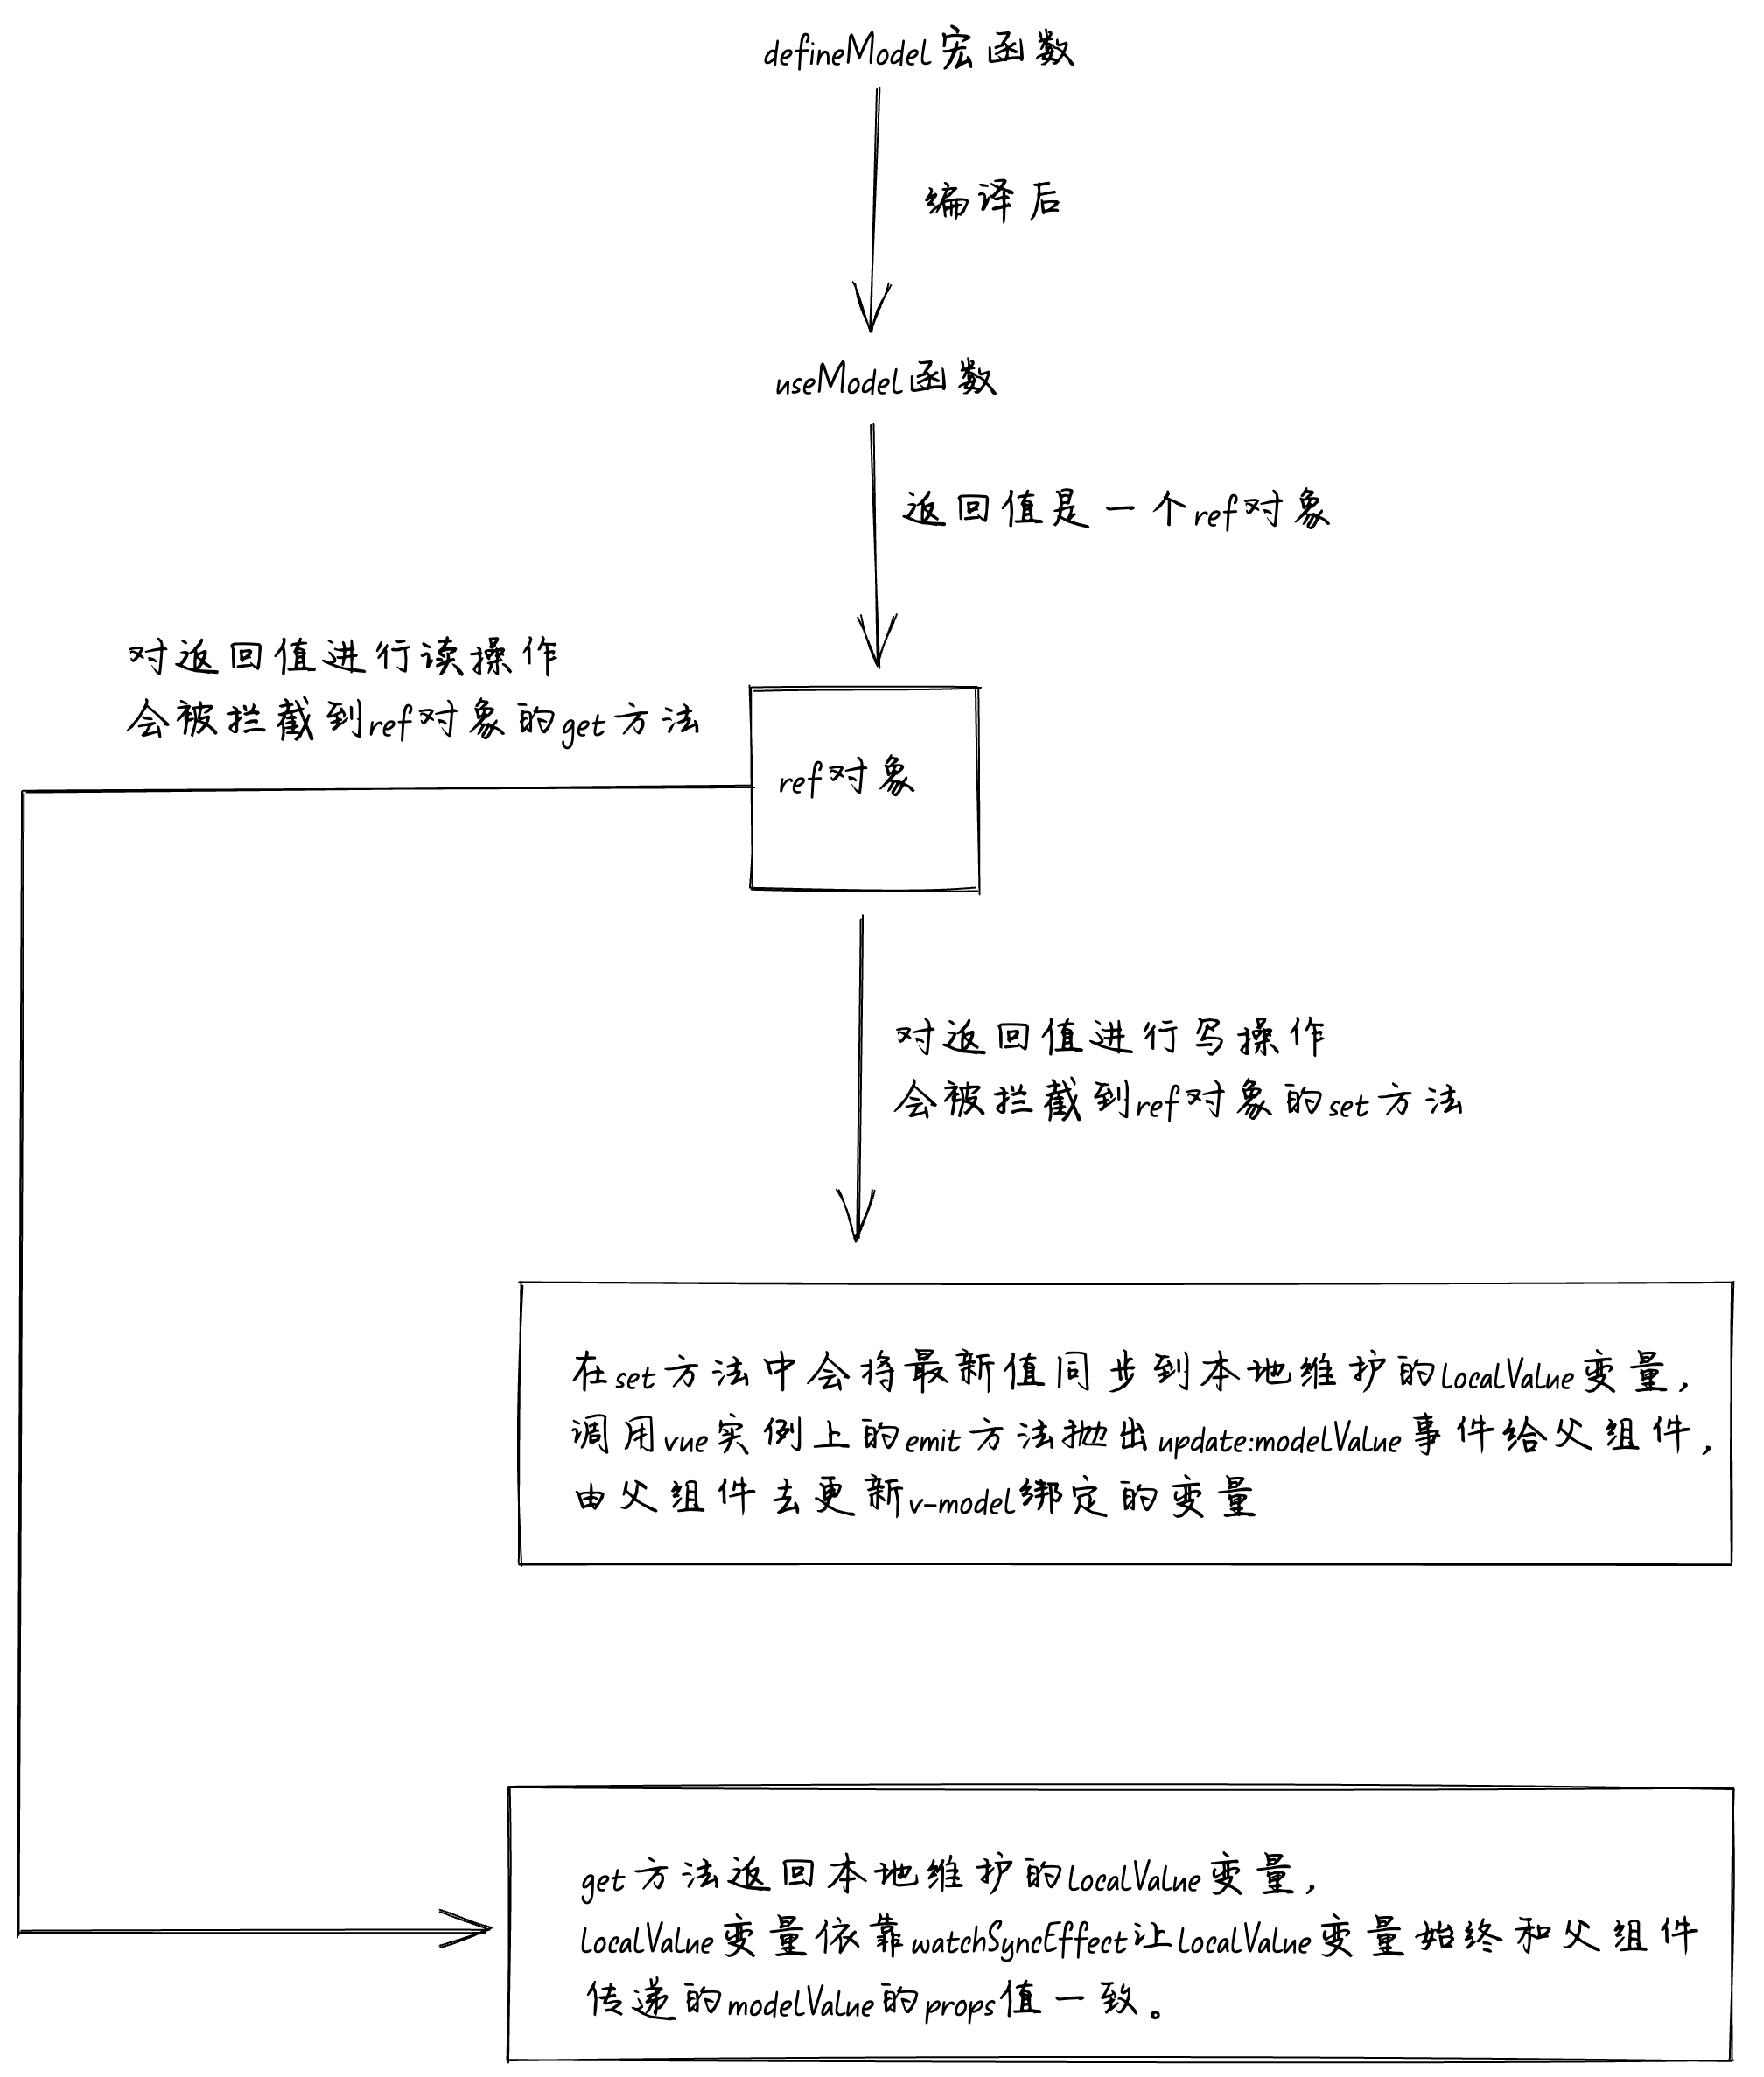 defineModel宏函数
编译后
useModel函数
返回值是一个ref对象
对返回值进行读操作
会被拦截到ref对象的get方法
ref对象
对返回值进行写操作
会被拦截到ref对象的set方法
在set方法中会将最新值同步到本地维护的localValue变量,
调用vue实例上的emit方法抛出update:modelValue事件给父组件,
由父组件去更新v-model绑定的变量
get方法返回本地维护的localValue变量,
localValue变量依靠watchSyncEffect让localValue变量始终和父组件
传递的modelValue的props值一致。